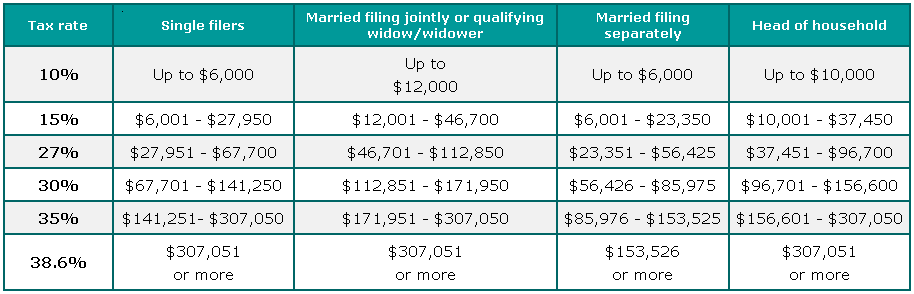 Tax rate Single filers Married filing jointly or qualifying widow/widower Married filing separately Head of household
10% Up to $6,000 Up to $12,000 Up to $6,000 Up to $10,000
15% $6,001 - $27,950 $12,001 - $46,700 $6,001 - $23,350 $10,001 - $37,450
27% $27,951 - $67,700 $46,701 - $112,850 $23,351 - $56,425 $37,451 - $96,700
30% $67,701 - $141,250 $112,851 - $171,950 $56,426 - $85,975 $96,701 - $156,600
35% $141,251- $307,050 $171,951 - $307,050 $85,976 - $153,525 $156,601 - $307,050
38.6% $307,051 or more $307,051 or more $153,526 or more $307,051 or more